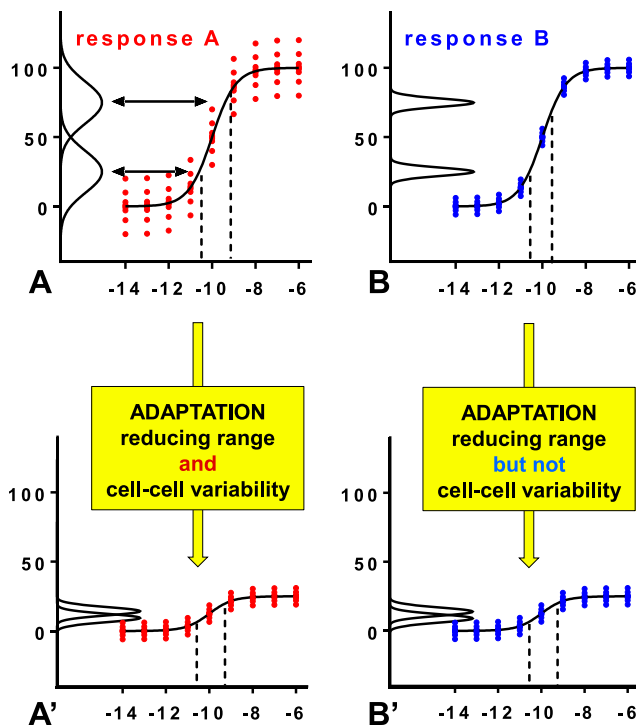 response A
100
50
0
A
-14 -12 -10 -8 -6
response B
100
50
0
B
-14 -12 -10 -8 -6
ADAPTATION
reducing range
and
cell-cell variability
ADAPTATION
reducing range
but not
cell-cell variability
100
50
0
A'
-14 -12 -10 -8 -6
100
50
0
B'
-14 -12 -10 -8 -6